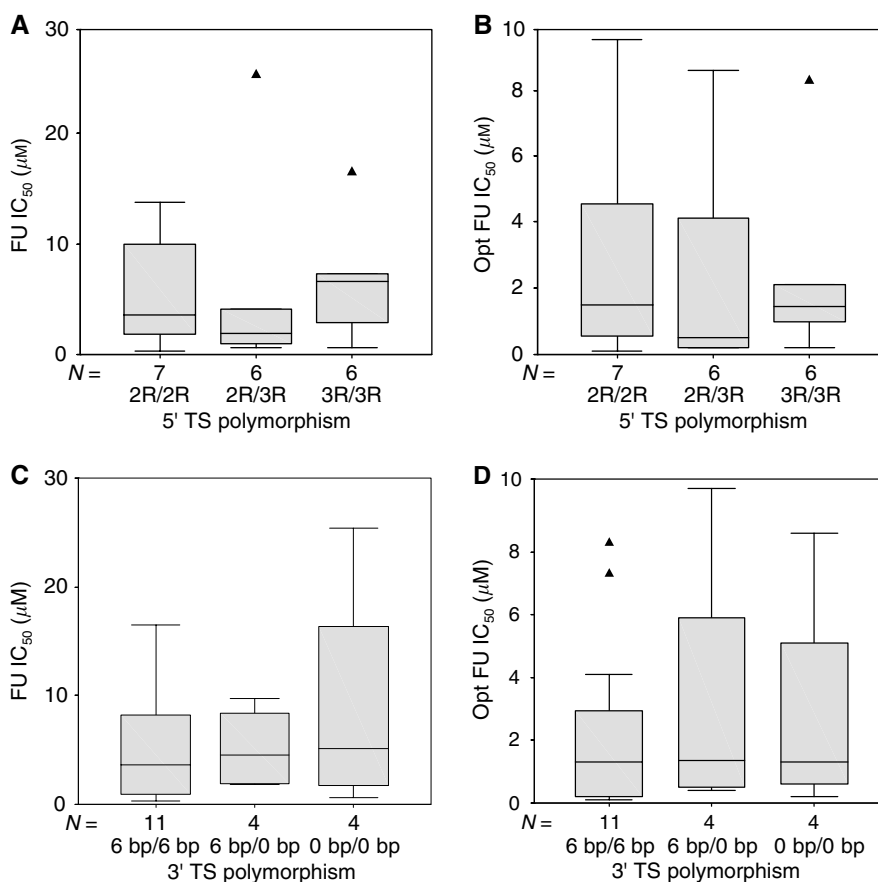 A
30
20
10
0
FU IC50 (μM)
N =
7 6 6
2R/2R 2R/3R 3R/3R
5' TS polymorphism
B
10
8
6
4
2
0
Opt FU IC50 (μM)
7 6 6
2R/2R 2R/3R 3R/3R
5' TS polymorphism
C
30
20
10
0
FU IC50 (μM)
N =
11 4 4
6 bp/6 bp 6 bp/0 bp 0 bp/0 bp
3' TS polymorphism
D
10
8
6
4
2
0
Opt FU IC50 (μM)
N =
11 4 4
6 bp/6 bp 6 bp/0 bp 0 bp/0 bp
3' TS polymorphism